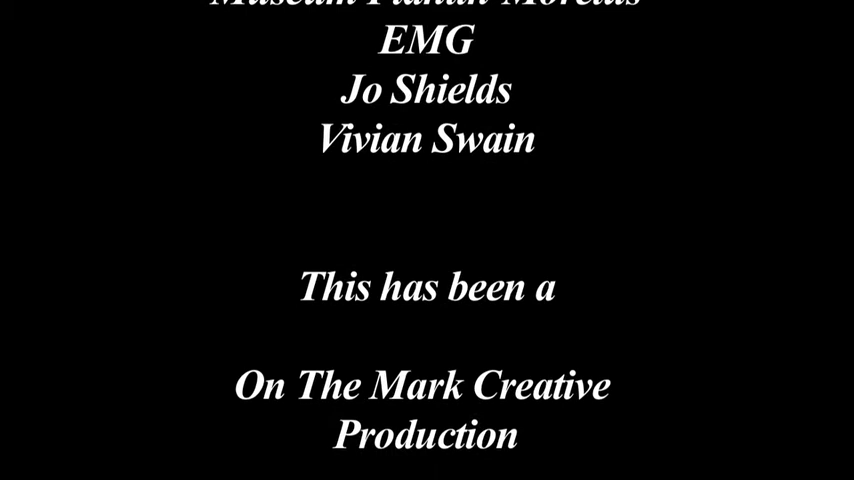 EMG
Jo Shields
Vivian Swain
This has been a
On The Mark Creative
Production